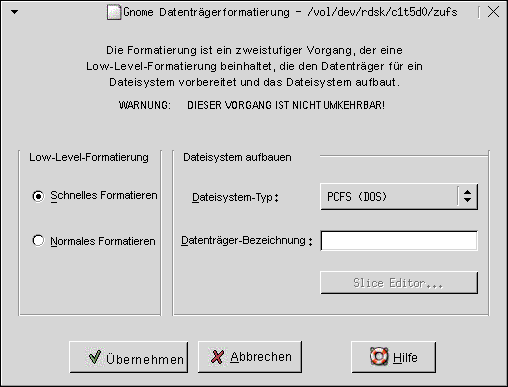 Gnome Datenträgerformatierung - /vol/dev/rdsk/c1t5d0/zufs
Die Formatierung ist ein zweistufiger Vorgang, der eine
Low-Level-Formatierung beinhaltet, die den Datenträger für ein
Dateisystem vorbereitet und das Dateisystem aufbaut.
WARNUNG: DIESER VORGANG IST NICHT UMKEHRBAR!
Low-Level-Formatierung
Schnelles Formatieren
Normales Formatieren
Dateisystem aufbauen
Dateisystem-Typ: PCFS (DOS)
Datenträger-Bezeichnung:
Slice Editor...
Übernehmen Abbrechen Hilfe